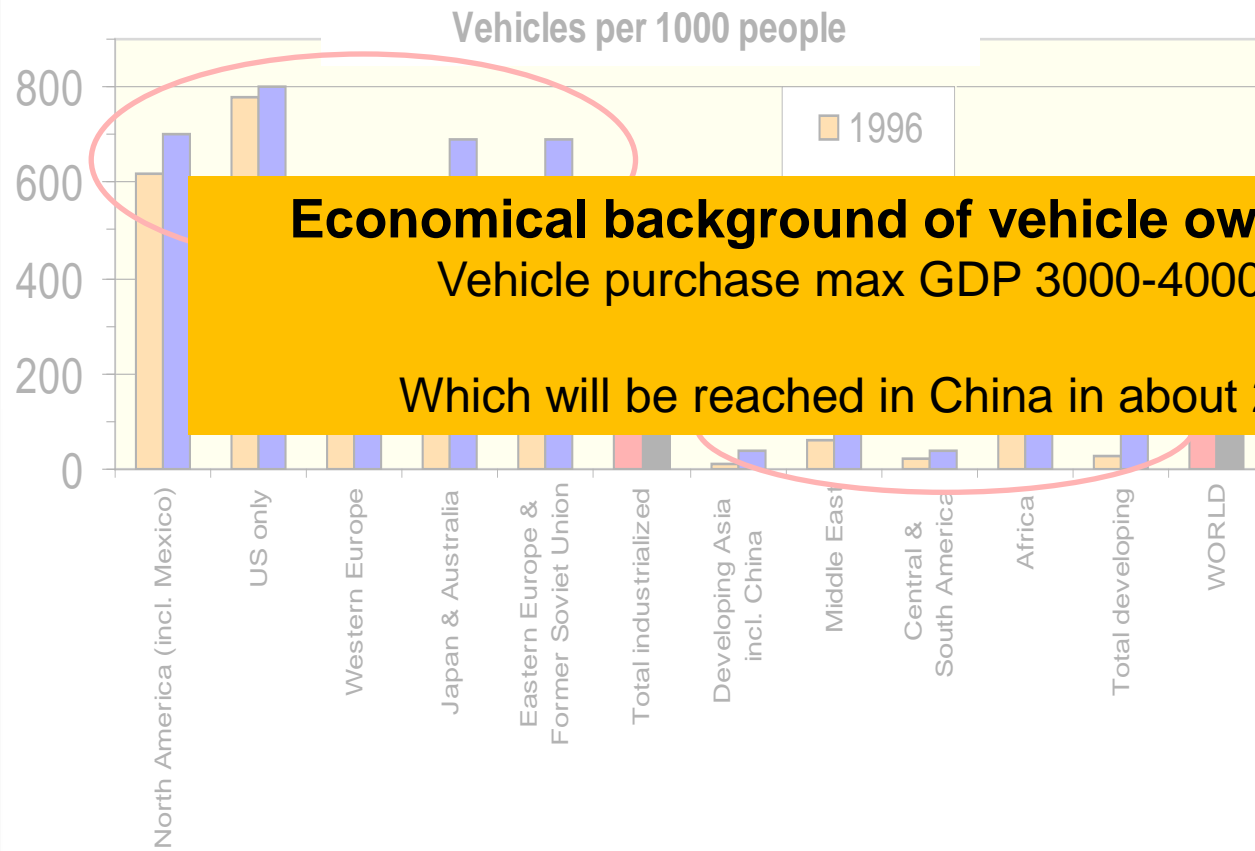 Vehicles per 1000 people
800
600
400
200
0
1996
Economical background of vehicle
Vehicle purchase max GDP 3000-4000
Which will be reached in China in about
North America (incl. Mexico)
US only
Western Europe
Japan & Australia
Eastern Europe &
Former Soviet Union
Total industrialized
Developing Asia
incl. China
Middle East
Central &
South America
Africa
Total developing
WORLD